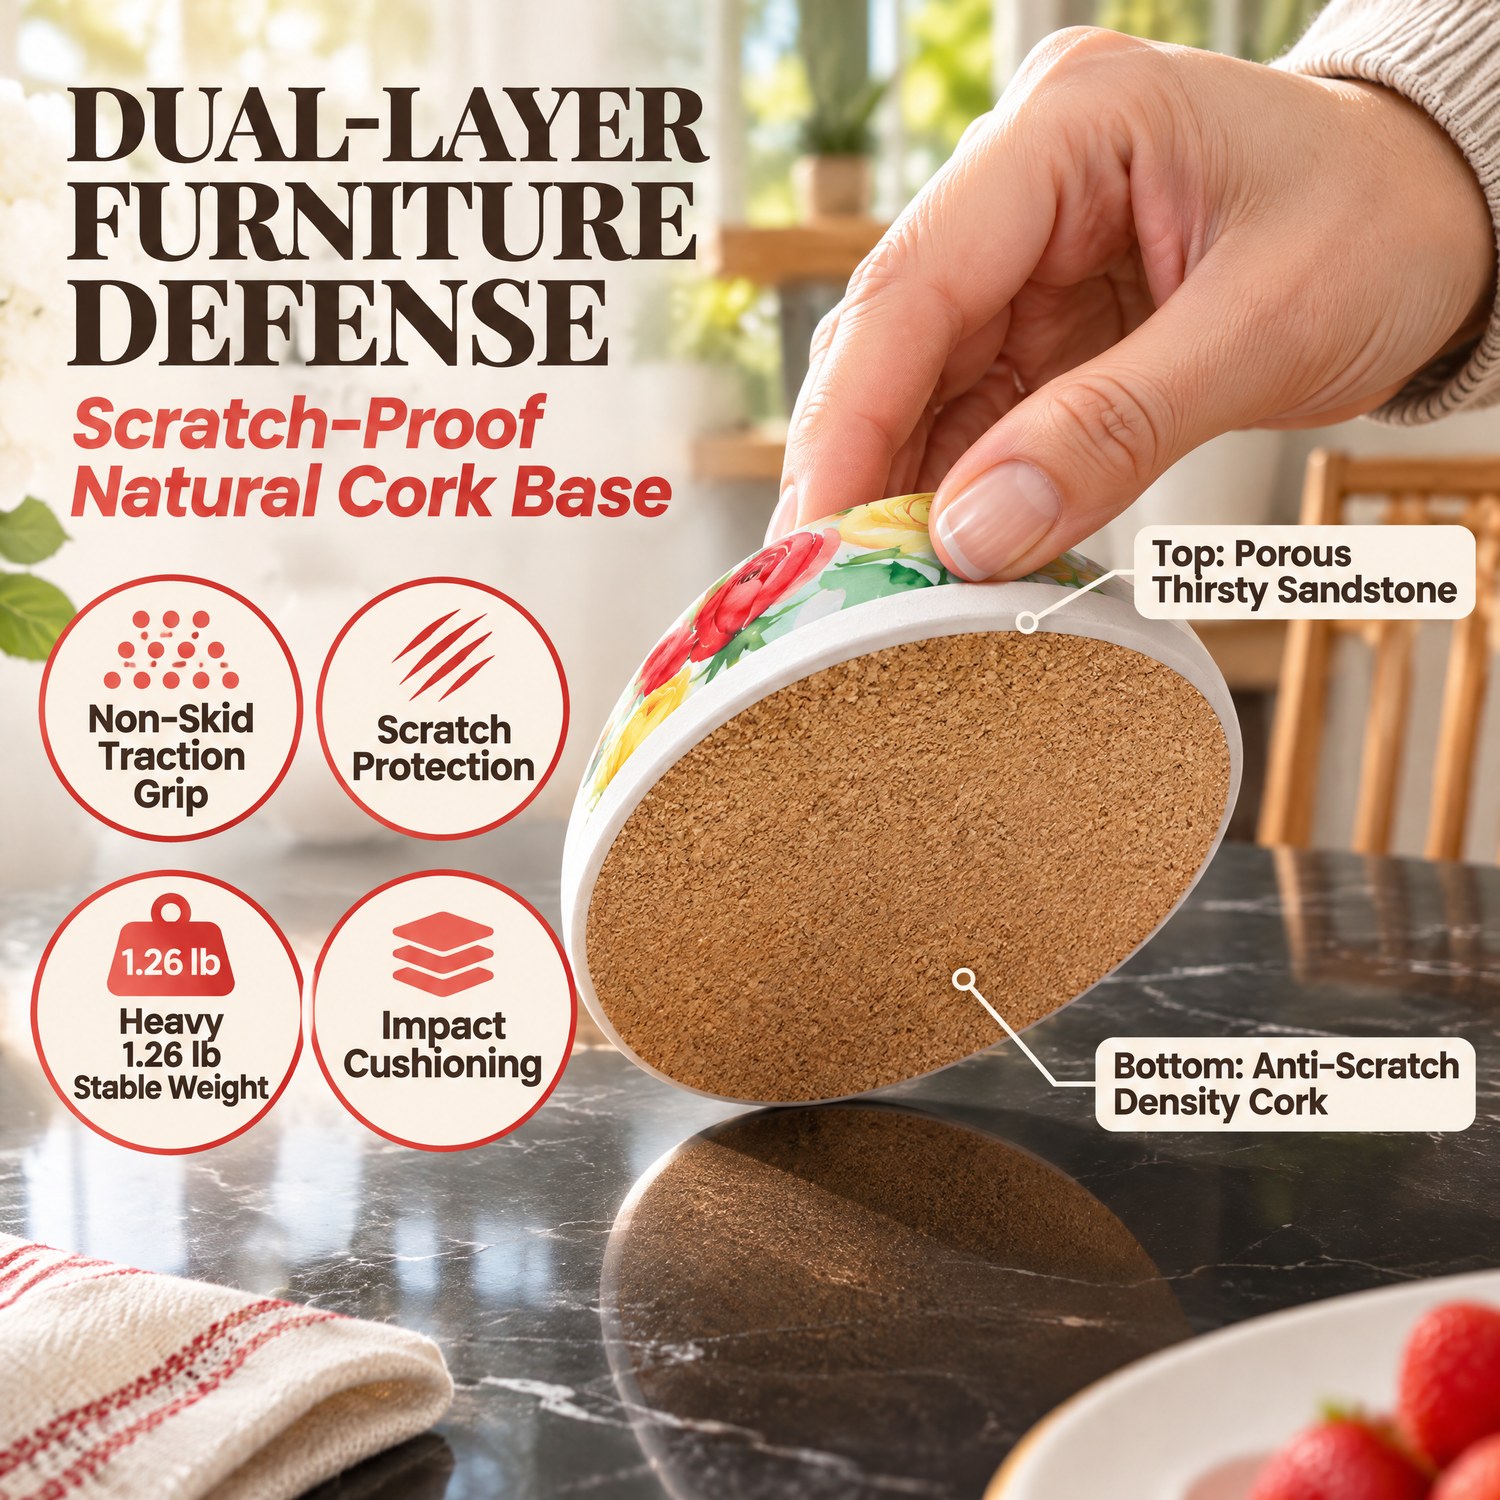 DUAL-LAYER
FURNITURE
DEFENSE
Scratch-Proof
Natural Cork Base
Non-Skid
Traction
Grip
Scratch
Protection
1.26 lb
Heavy
1.26 lb
Stable Weight
Impact
Cushioning
Top: Porous
Thirsty Sandstone
Bottom: Anti-Scratch
Density Cork